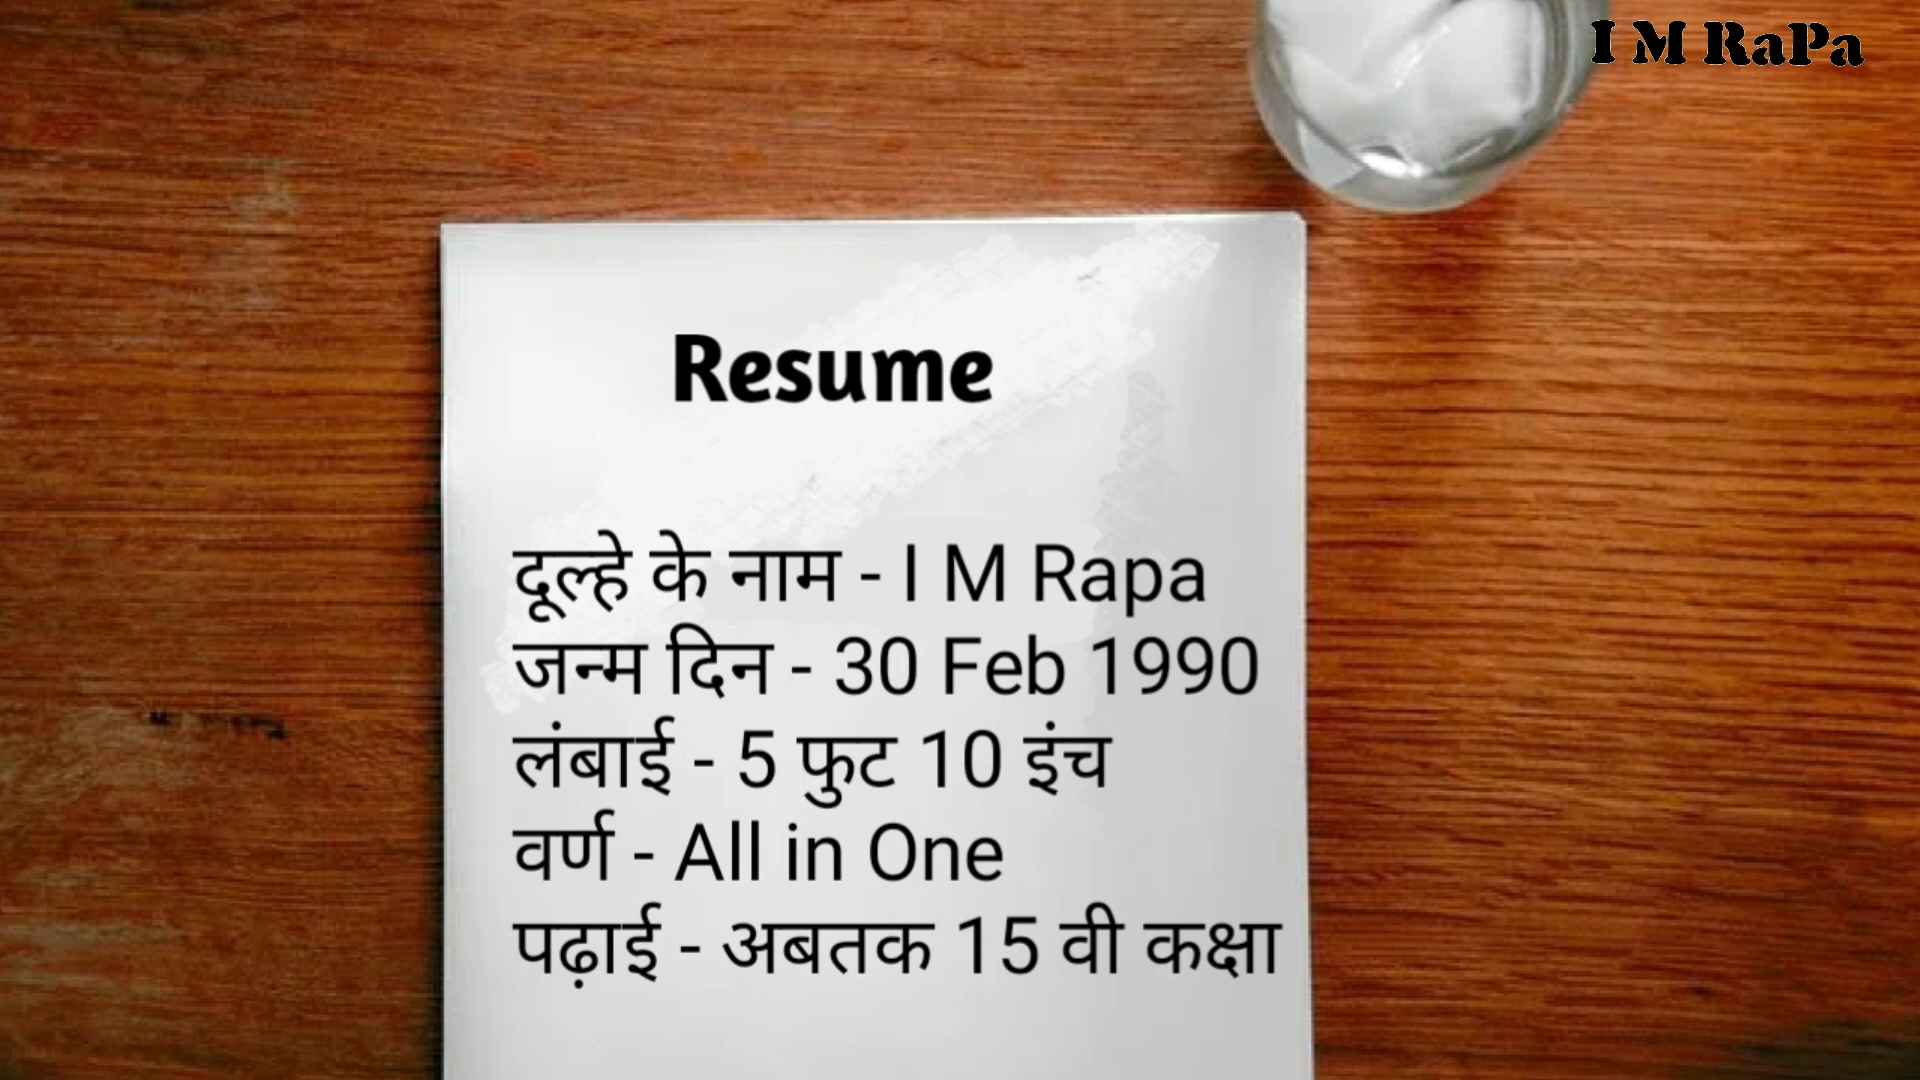 I M RaPa
Resume
दूल्हे के नाम - I M Rapa
जन्म दिन - 30 Feb 1990
लंबाई - 5 फुट 10 इंच
वर्ण - All in One
पढ़ाई - अबतक 15 वी कक्षा